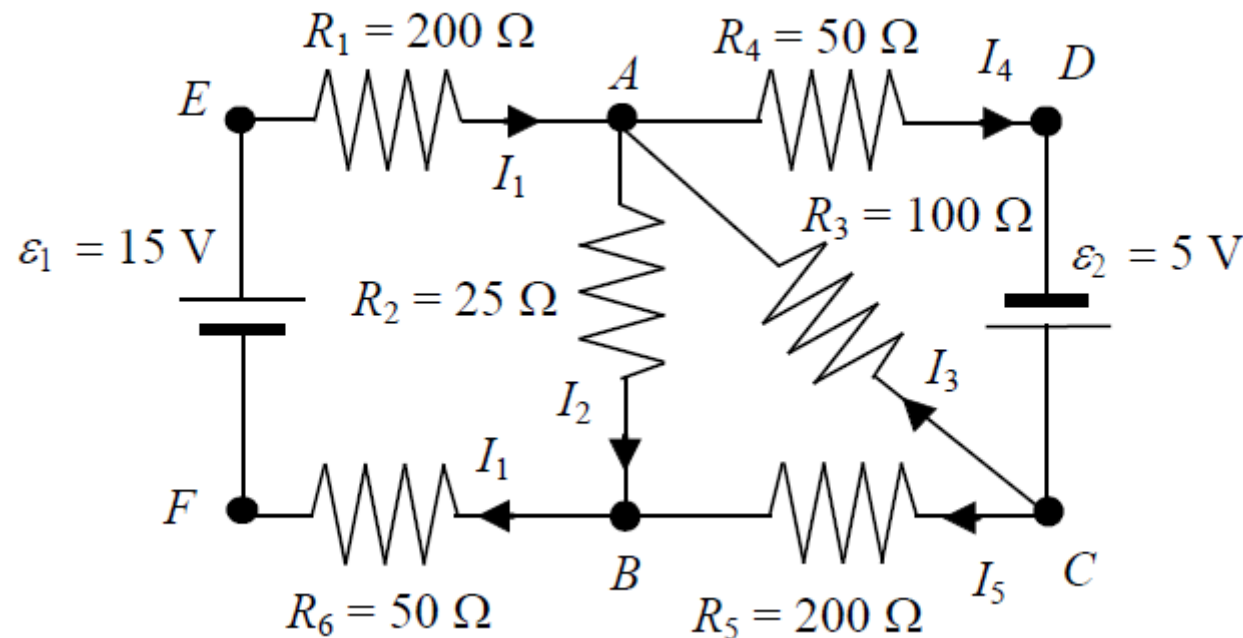 R₁ = 200 Ω
R₄ = 50 Ω
E
A
I₄
D
I₁
R₃ = 100 Ω
ε₁ = 15 V
ε₂ = 5 V
R₂ = 25 Ω
I₃
I₂
I₁
F
B
I₅
C
R₆ = 50 Ω
R₅ = 200 Ω